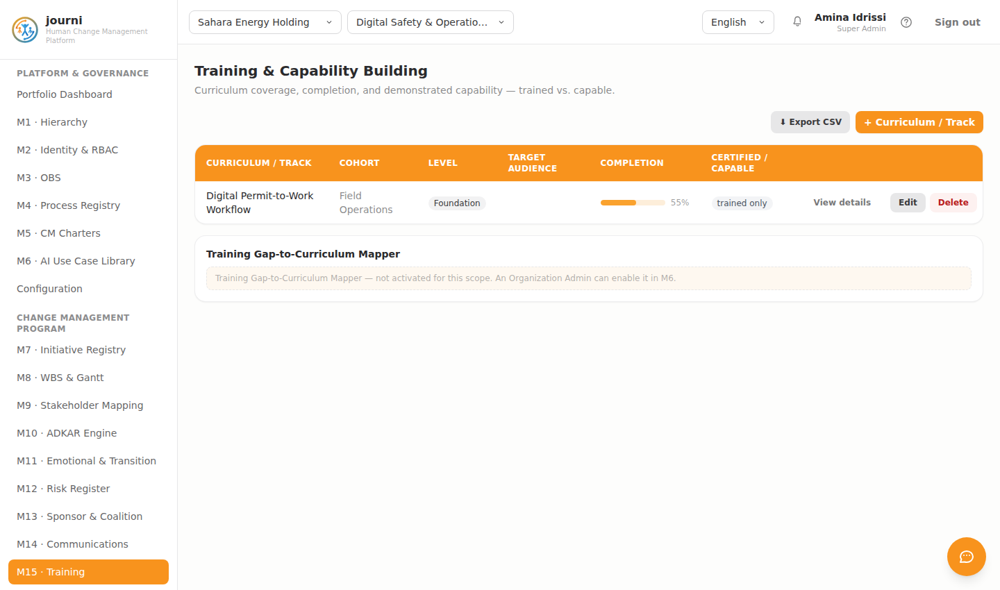 journi
Human Change Management
Platform
Sahara Energy Holding
Digital Safety & Operatio...
English
Amina Idrissi
Super Admin
Sign out
PLATFORM & GOVERNANCE
Portfolio Dashboard
M1 · Hierarchy
M2 · Identity & RBAC
M3 · OBS
M4 · Process Registry
M5 · CM Charters
M6 · AI Use Case Library
Configuration
CHANGE MANAGEMENT
PROGRAM
M7 · Initiative Registry
M8 · WBS & Gantt
M9 · Stakeholder Mapping
M10 · ADKAR Engine
M11 · Emotional & Transition
M12 · Risk Register
M13 · Sponsor & Coalition
M14 · Communications
M15 · Training
Training & Capability Building
Curriculum coverage, completion, and demonstrated capability — trained vs. capable.
⬇ Export CSV
+ Curriculum / Track
CURRICULUM / TRACK
COHORT
LEVEL
TARGET
AUDIENCE
COMPLETION
CERTIFIED /
CAPABLE
Digital Permit-to-Work
Workflow
Field
Operations
Foundation
55%
trained only
View details
Edit
Delete
Training Gap-to-Curriculum Mapper
Training Gap-to-Curriculum Mapper — not activated for this scope. An Organization Admin can enable it in M6.